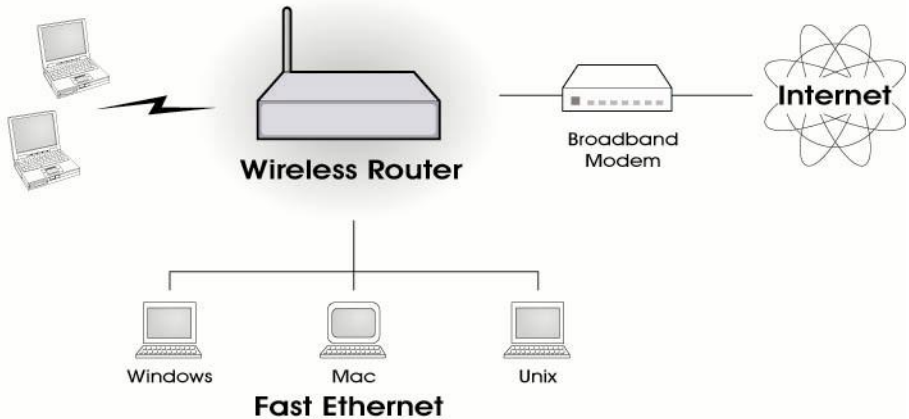 Internet
Broadband
Modem
Wireless Router
Windows
Mac
Unix
Fast Ethernet